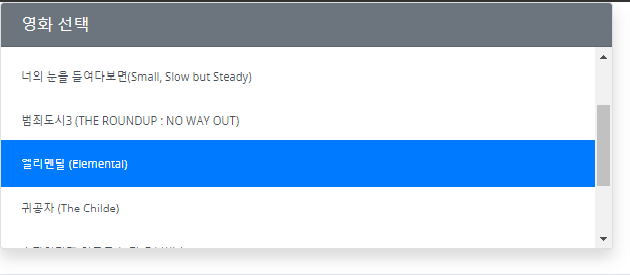 영화 선택
너의 눈을 들여다보면(Small, Slow but Steady)
범죄도시3 (THE ROUNDUP : NO WAY OUT)
엘리멘탈 (Elemental)
귀공자 (The Childe)